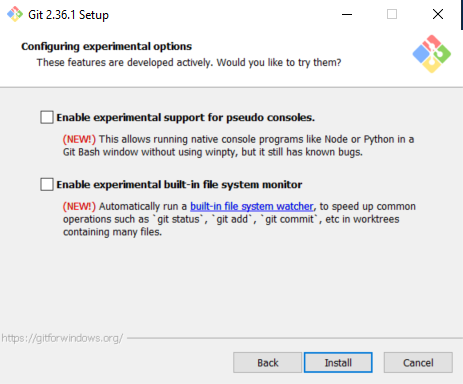 Git 2.36.1 Setup
Configuring experimental options
These features are developed actively. Would you like to try them?
Enable experimental support for pseudo consoles.
(NEW!) This allows running native console programs like Node or Python in a
Git Bash window without using winpty, but it still has known bugs.
Enable experimental built-in file system monitor
(NEW!) Automatically run a built-in file system watcher, to speed up common
operations such as `git status`, `git add`, `git commit`, etc in worktrees
containing many files.
https://gitforwindows.org/
Back
Install
Cancel